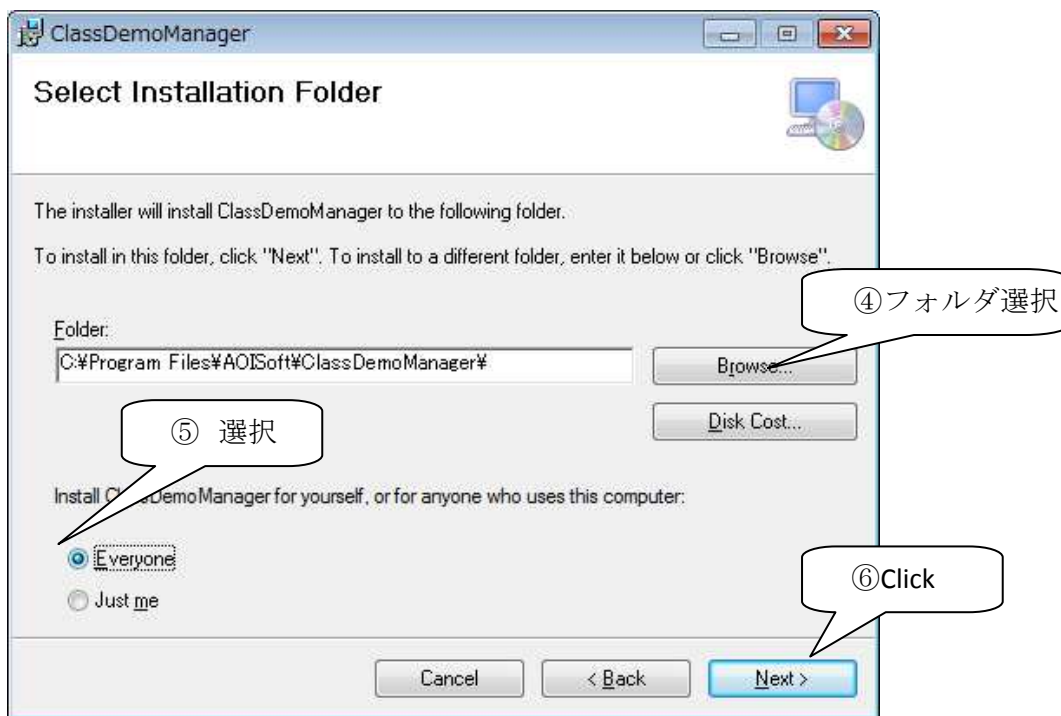 ClassDemoManager
Select Installation Folder
The installer will install ClassDemoManager to the following folder.
To install in this folder, click "Next". To install to a different folder, enter it below or click "Browse".
④フォルダ選択
Folder:
C:¥Program Files¥AOISoft¥ClassDemoManager¥
Browse...
⑤ 選択
Disk Cost...
Install ClassDemoManager for yourself, or for anyone who uses this computer:
Everyone
⑥Click
Just me
Cancel
< Back
Next >